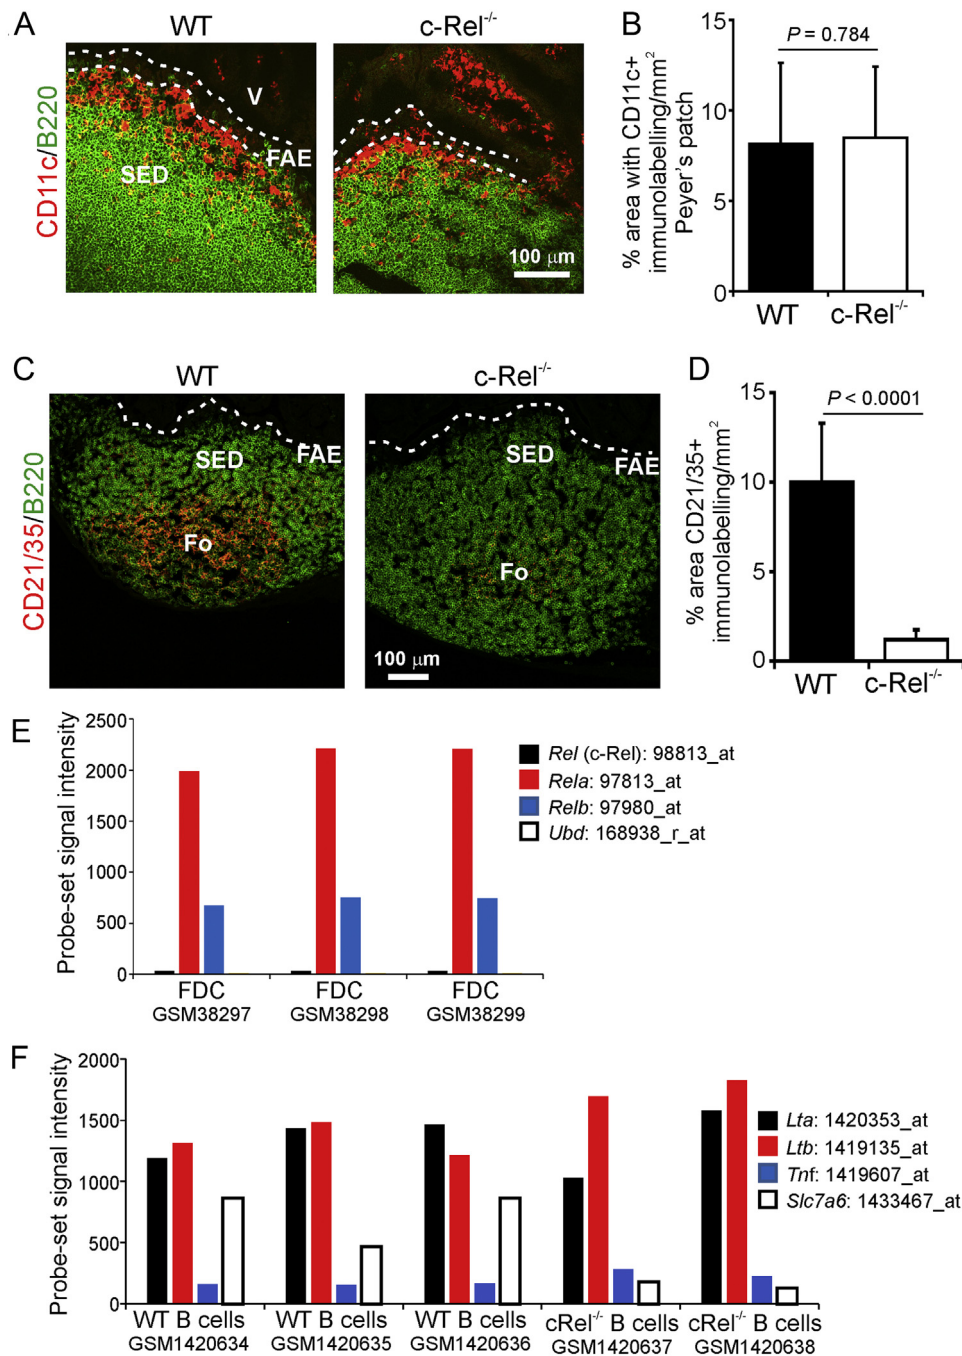 A
WT
c-Rel-/-
CD11c/B220
V
FAE
SED
100 µm
B
% area with CD11c+
immunolabelling/mm2
Peyer's patch
P = 0.784
15
10
5
0
WT
c-Rel-/-
C
WT
c-Rel-/-
CD21/35/B220
SED
FAE
Fo
SED
FAE
Fo
100 µm
D
% area CD21/35+
immunolabelling/mm2
P < 0.0001
15
10
5
0
WT
c-Rel-/-
E
Probe-set signal intensity
2500
2000
1500
1000
500
0
FDC
GSM38297
FDC
GSM38298
FDC
GSM38299
Rel (c-Rel): 98813_at
Rela: 97813_at
Relb: 97980_at
Ubd: 168938_r_at
F
Probe-set signal intensity
2000
1500
1000
500
0
WT B cells
GSM1420634
WT B cells
GSM1420635
WT B cells
GSM1420636
cRel-/- B cells
GSM1420637
cRel-/- B cells
GSM1420638
Lta: 1420353_at
Ltb: 1419135_at
Tnf: 1419607_at
Slc7a6: 1433467_at